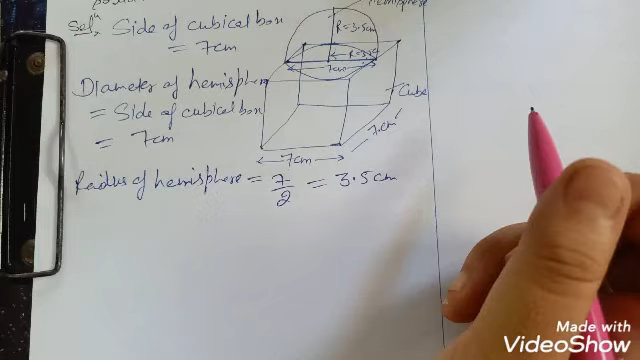 Solⁿ. Side of cubical box
= 7cm
Hemisphere
R=3.5cm
7cm
Diameter of hemisphere
= Side of cubical box
= 7cm
Cube
7cm
7cm
Radius of hemisphere = 7/2 = 3.5cm
Made with
VideoShow